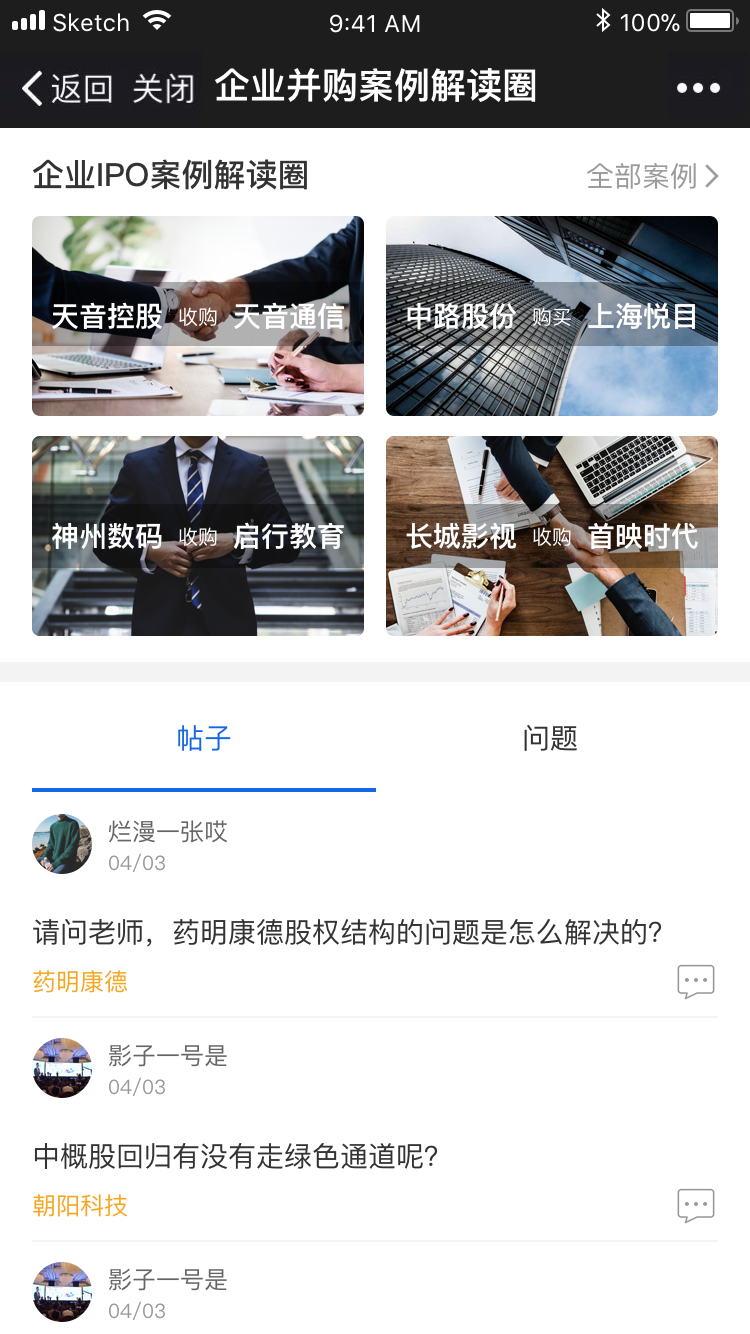 Sketch 9:41 AM 100%
返回 关闭 企业并购案例解读圈
企业IPO案例解读圈 全部案例
天音控股 收购 天音通信
中路股份 购买 上海悦目
神州数码 收购 启行教育
长城影视 收购 首映时代
帖子 问题
烂漫一张哎
04/03
请问老师，药明康德股权结构的问题是怎么解决的?
药明康德
影子一号是
04/03
中概股回归有没有走绿色通道呢?
朝阳科技
影子一号是
04/03